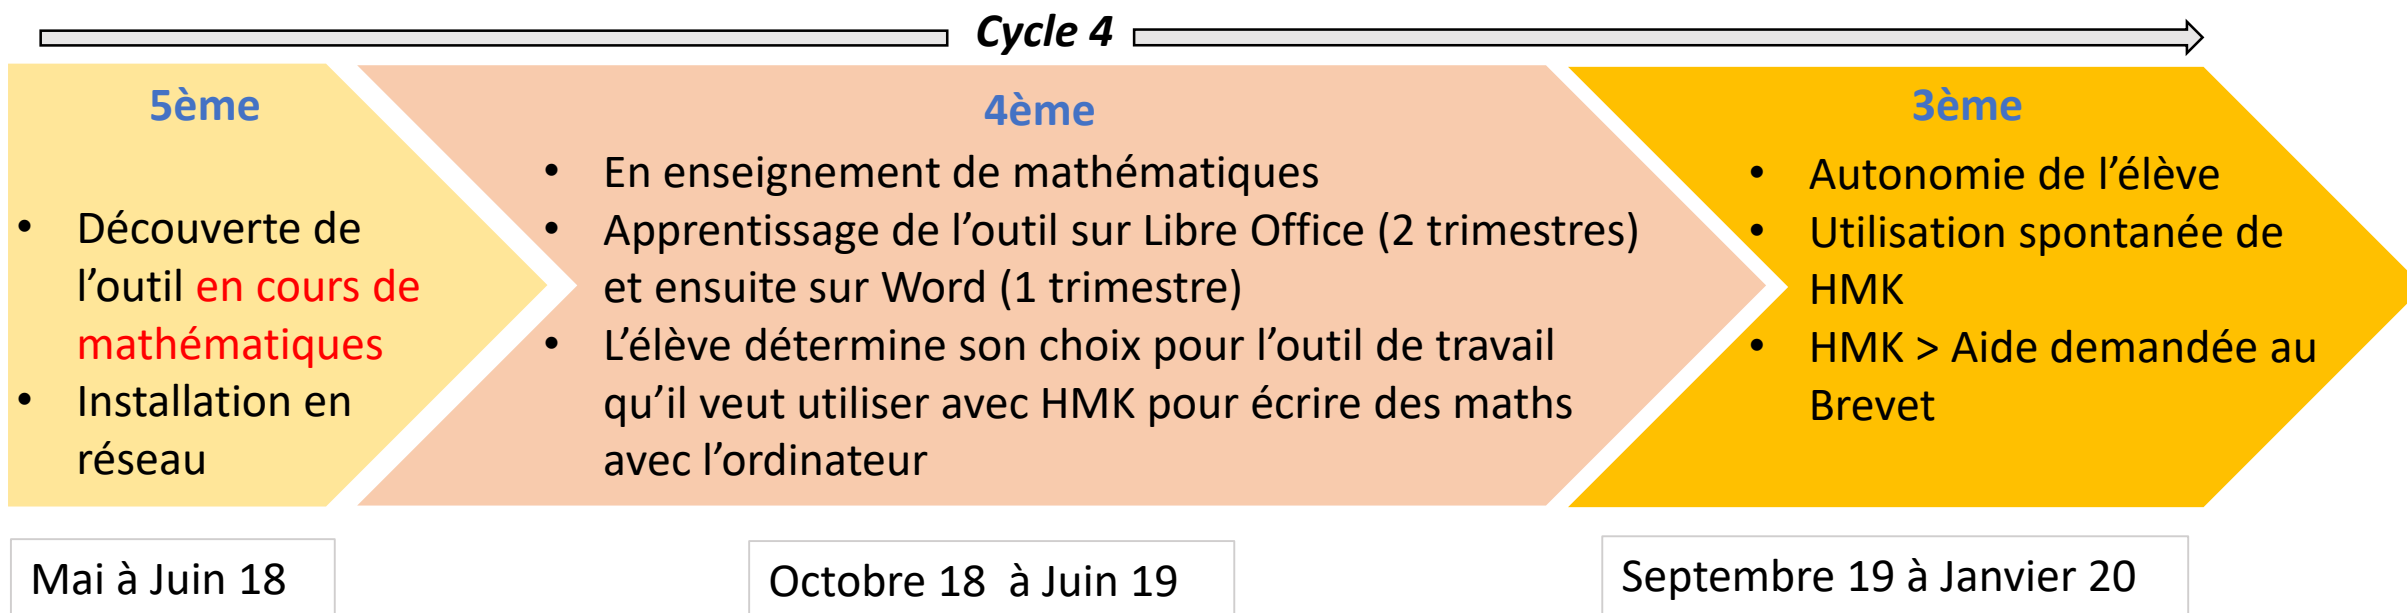 Cycle 4
5ème
• Découverte de
l’outil en cours de
mathématiques
• Installation en
réseau
4ème
• En enseignement de mathématiques
• Apprentissage de l’outil sur Libre Office (2 trimestres)
et ensuite sur Word (1 trimestre)
• L’élève détermine son choix pour l’outil de travail
qu’il veut utiliser avec HMK pour écrire des maths
avec l’ordinateur
3ème
• Autonomie de l’élève
• Utilisation spontanée de
HMK
• HMK > Aide demandée au
Brevet
Mai à Juin 18
Octobre 18 à Juin 19
Septembre 19 à Janvier 20